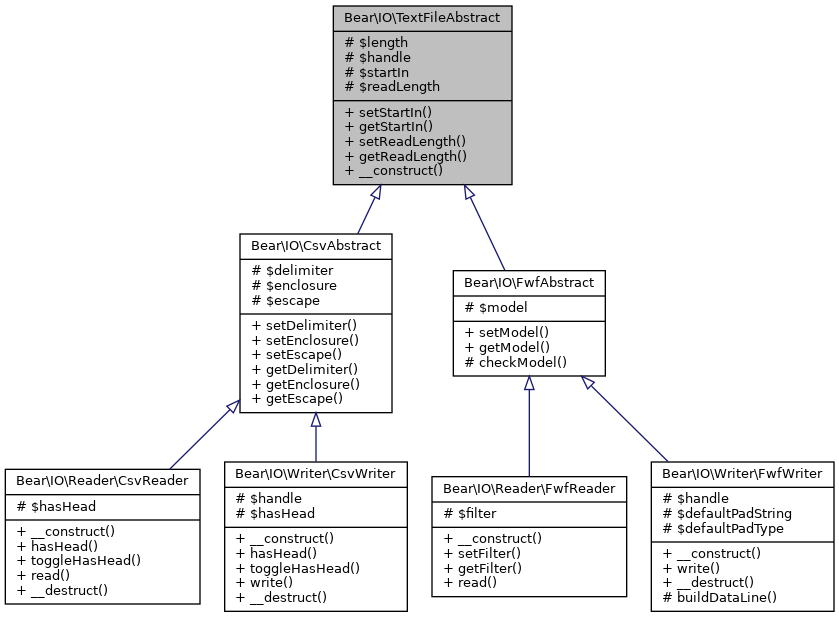 Bear\IO\TextFileAbstract
# $length
# $handle
# $startIn
# $readLength
+ setStartIn()
+ getStartIn()
+ setReadLength()
+ getReadLength()
+ __construct()
Bear\IO\CsvAbstract
# $delimiter
# $enclosure
# $escape
+ setDelimiter()
+ setEnclosure()
+ setEscape()
+ getDelimiter()
+ getEnclosure()
+ getEscape()
Bear\IO\FwfAbstract
# $model
+ setModel()
+ getModel()
# checkModel()
Bear\IO\Reader\CsvReader
# $hasHead
+ __construct()
+ hasHead()
+ toggleHasHead()
+ read()
+ __destruct()
Bear\IO\Writer\CsvWriter
# $handle
# $hasHead
+ __construct()
+ hasHead()
+ toggleHasHead()
+ write()
+ __destruct()
Bear\IO\Reader\FwfReader
# $filter
+ __construct()
+ setFilter()
+ getFilter()
+ read()
Bear\IO\Writer\FwfWriter
# $handle
# $defaultPadString
# $defaultPadType
+ __construct()
+ write()
+ __destruct()
# buildDataLine()